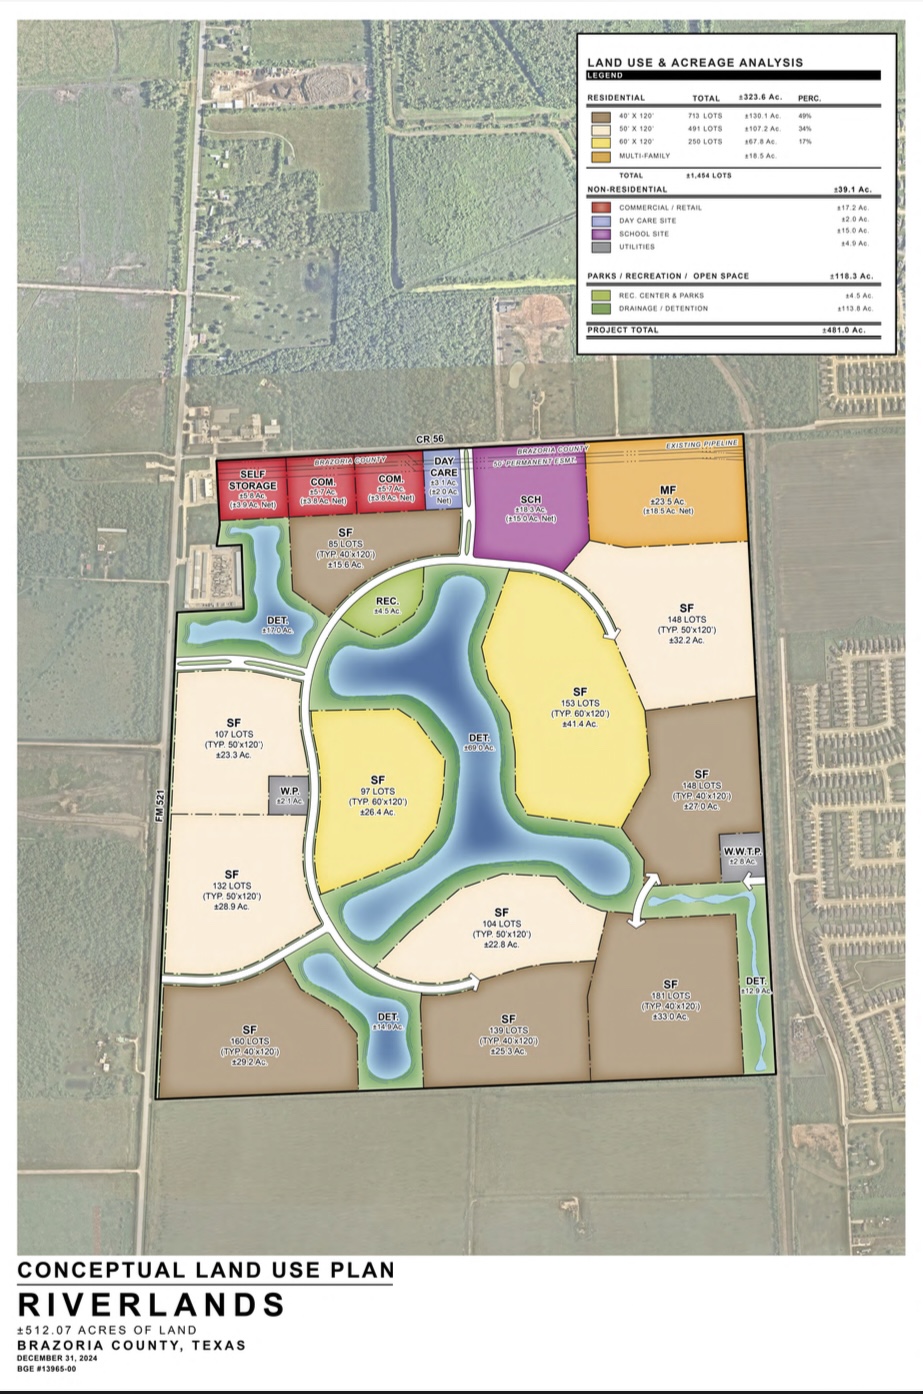 LAND USE & ACREAGE ANALYSIS
LEGEND
RESIDENTIAL TOTAL ±323.6 Ac. PERC.
40' X 120' 713 LOTS ±130.1 Ac. 49%
50' X 120' 491 LOTS ±107.2 Ac. 34%
60' X 120' 250 LOTS ±67.8 Ac. 17%
MULTI-FAMILY ±18.5 Ac.
TOTAL ±1,454 LOTS
NON-RESIDENTIAL ±39.1 Ac.
COMMERCIAL / RETAIL ±17.2 Ac.
DAY CARE SITE ±2.0 Ac.
SCHOOL SITE ±15.0 Ac.
UTILITIES ±4.9 Ac.
PARKS / RECREATION / OPEN SPACE ±118.3 Ac.
REC. CENTER & PARKS ±4.5 Ac.
DRAINAGE / DETENTION ±113.8 Ac.
PROJECT TOTAL ±481.0 Ac.
CR 56
BRAZORIA COUNTY
BRAZORIA COUNTY
50' PERMANENT ESMT.
EXISTING PIPELINE
SELF
STORAGE
±5.8 Ac.
(±3.9 Ac. Net)
COM.
±5.7 Ac.
(±3.8 Ac. Net)
COM.
±5.7 Ac.
(±3.8 Ac. Net)
DAY
CARE
±3.1 Ac.
(±2.0 Ac.
Net)
SCH
±18.3 Ac.
(±15.0 Ac. Net)
MF
±23.5 Ac.
(±18.5 Ac. Net)
SF
85 LOTS
(TYP. 40'x120')
±15.6 Ac.
REC.
±4.5 Ac.
DET.
±17.0 Ac.
SF
148 LOTS
(TYP. 50'x120')
±32.2 Ac.
SF
153 LOTS
(TYP. 60'x120')
±41.4 Ac.
SF
107 LOTS
(TYP. 50'x120')
±23.3 Ac.
DET.
±69.0 Ac.
SF
97 LOTS
(TYP. 60'x120')
±26.4 Ac.
SF
148 LOTS
(TYP. 40'x120')
±27.0 Ac.
W.P.
±2.1 Ac.
FM 521
W.W.T.P.
±2.8 Ac.
SF
132 LOTS
(TYP. 50'x120')
±28.9 Ac.
SF
104 LOTS
(TYP. 50'x120')
±22.8 Ac.
SF
181 LOTS
(TYP. 40'x120')
±33.0 Ac.
DET.
±12.9 Ac.
SF
160 LOTS
(TYP. 40'x120')
±29.2 Ac.
DET.
±14.9 Ac.
SF
139 LOTS
(TYP. 40'x120')
±25.3 Ac.
CONCEPTUAL LAND USE PLAN
RIVERLANDS
±512.07 ACRES OF LAND
BRAZORIA COUNTY, TEXAS
DECEMBER 31, 2024
BGE #13965-00